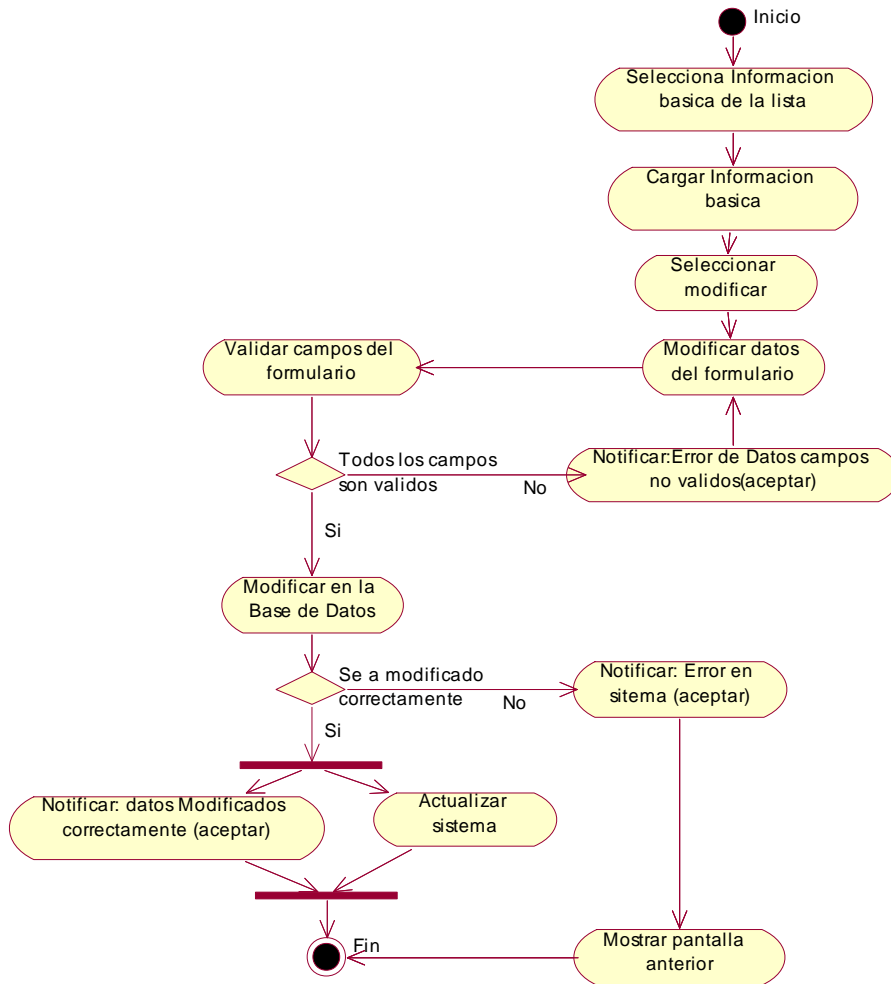 Inicio
Selecciona Informacion
basica de la lista
Cargar Informacion
basica
Seleccionar
modificar
Modificar datos
del formulario
Validar campos del
formulario
Todos los campos
son validos
No
Notificar:Error de Datos campos
no validos(aceptar)
Si
Modificar en la
Base de Datos
Se a modificado
correctamente
No
Notificar: Error en
sitema (aceptar)
Si
Notificar: datos Modificados
correctamente (aceptar)
Actualizar
sistema
Fin
Mostrar pantalla
anterior